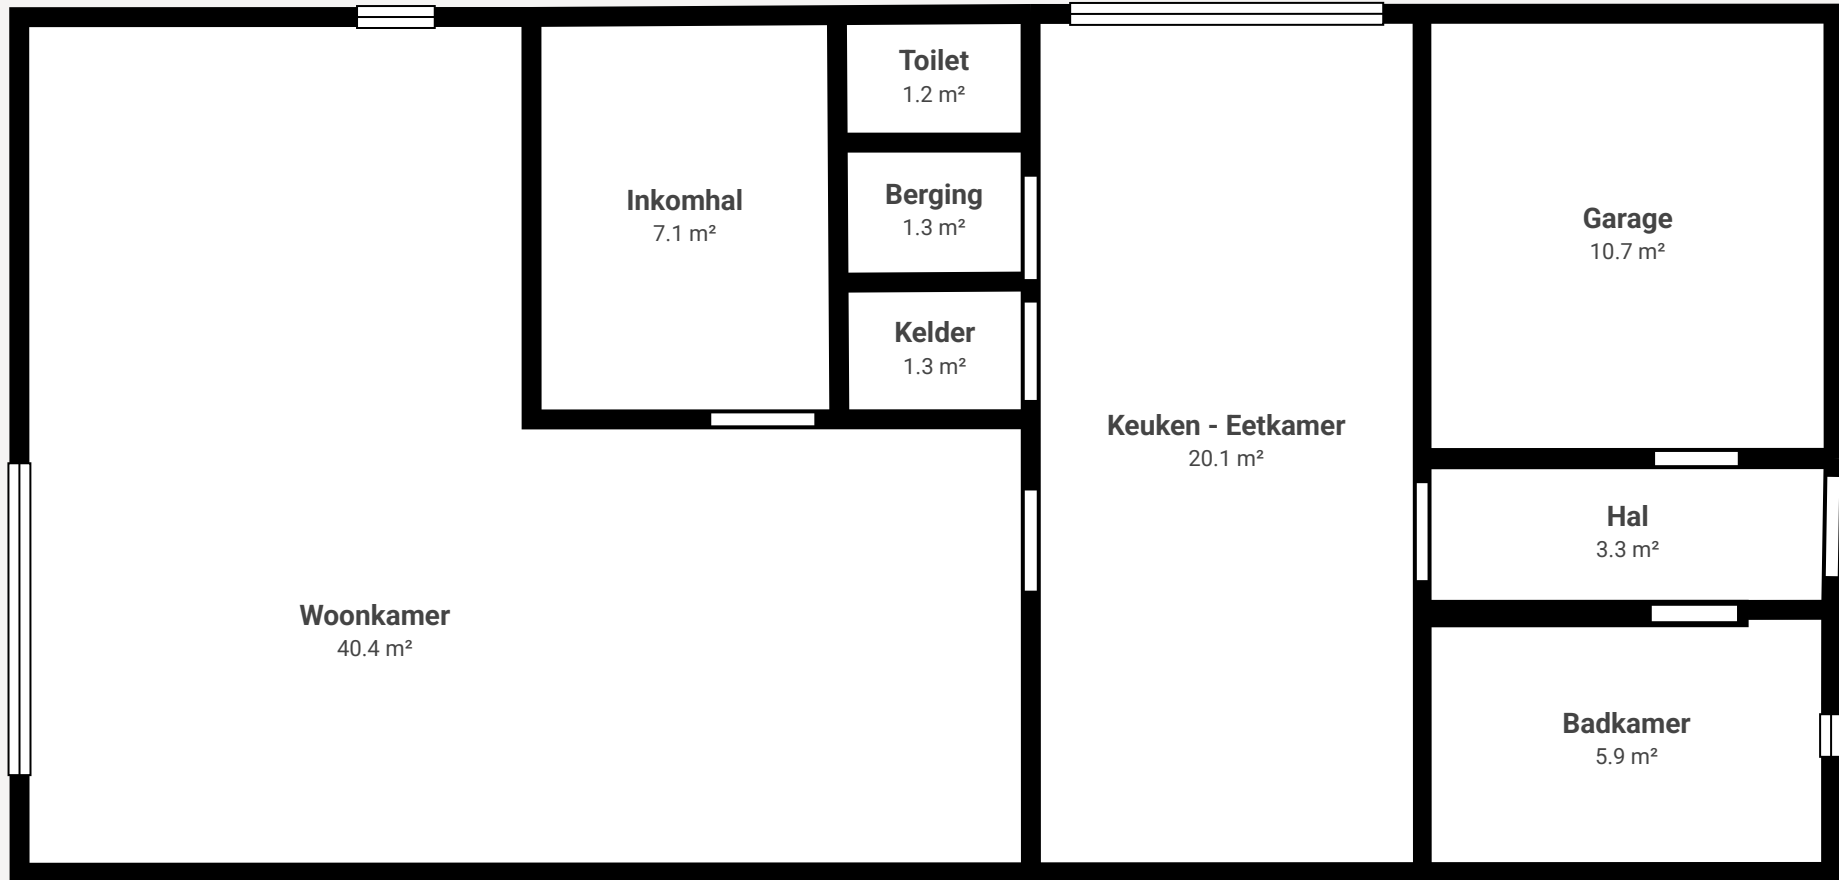 Toilet
1.2 m²
Inkomhal
7.1 m²
Berging
1.3 m²
Garage
10.7 m²
Kelder
1.3 m²
Keuken - Eetkamer
20.1 m²
Hal
3.3 m²
Woonkamer
40.4 m²
Badkamer
5.9 m²